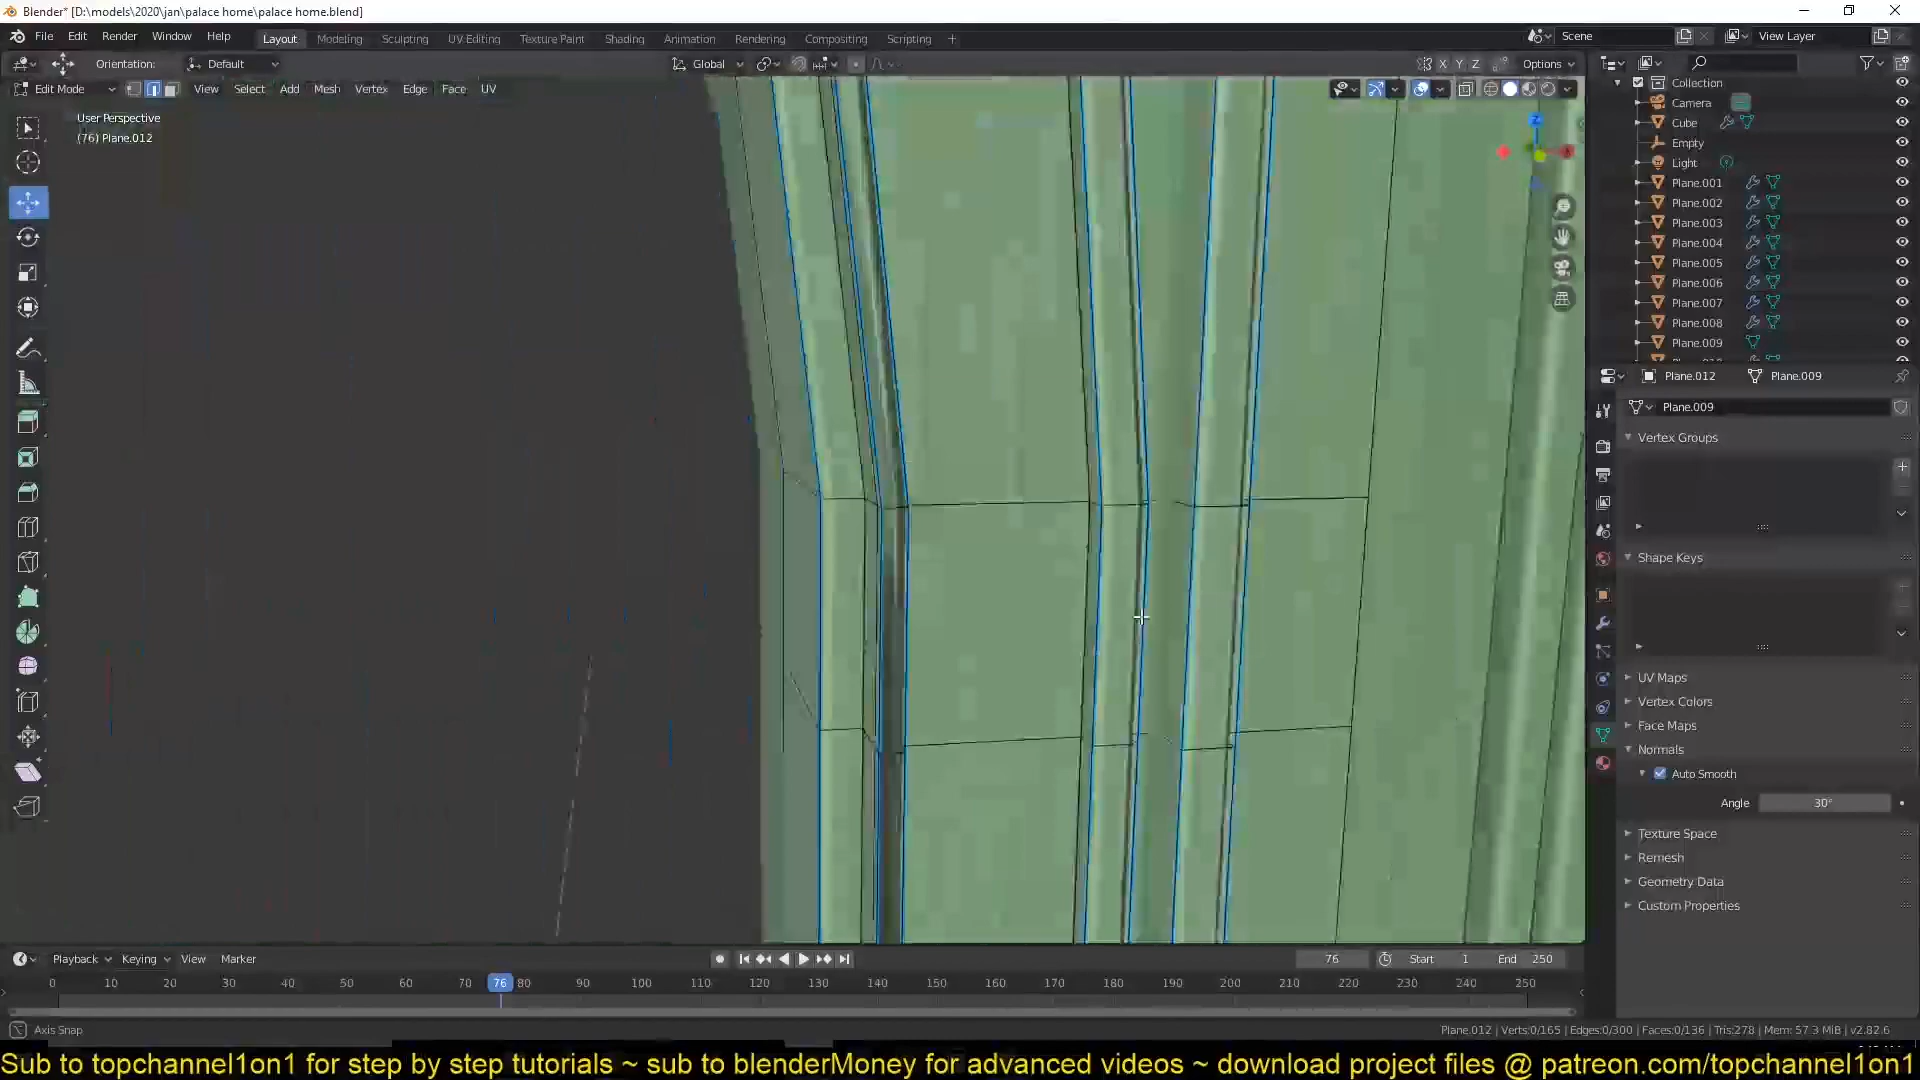 Blender* [D:\models\2020\jan\palace home\palace home.blend]
File Edit Render Window Help Layout Modeling Sculpting UV Editing Texture Paint Shading Animation Rendering Compositing Scripting + Scene View Layer
Orientation: Default Global X Y Z Options
Edit Mode View Select Add Mesh Vertex Edge Face UV
User Perspective
(76) Plane.012
Z
Collection
Camera
Cube
Empty
Light
Plane.001
Plane.002
Plane.003
Plane.004
Plane.005
Plane.006
Plane.007
Plane.008
Plane.009
Plane.012 Plane.009
Plane.009
Vertex Groups
Shape Keys
UV Maps
Vertex Colors
Face Maps
Normals
Auto Smooth
Angle 30°
Texture Space
Remesh
Geometry Data
Custom Properties
Playback Keying View Marker 76 Start 1 End 250
0 10 20 30 40 50 60 70 76 80 90 100 110 120 130 140 150 160 170 180 190 200 210 220 230 240 250
Axis Snap Plane.012 | Verts:0/165 | Edges:0/300 | Faces:0/136 | Tris:278 | Mem: 57.3 MiB | v2.82.6
Sub to topchannel1on1 for step by step tutorials ~ sub to blenderMoney for advanced videos ~ download project files @ patreon.com/topchannel1on1